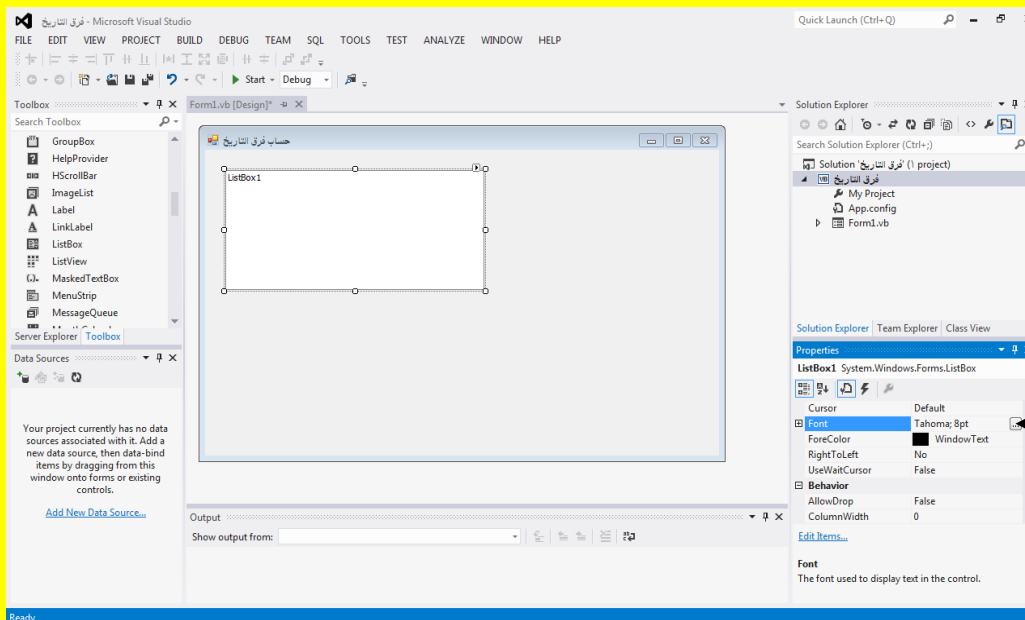 فرق التاريخ - Microsoft Visual Studio
Quick Launch (Ctrl+Q)
FILE EDIT VIEW PROJECT BUILD DEBUG TEAM SQL TOOLS TEST ANALYZE WINDOW HELP
Start Debug
Toolbox
Search Toolbox
GroupBox
HelpProvider
HScrollBar
ImageList
Label
LinkLabel
ListBox
ListView
MaskedTextBox
MenuStrip
MessageQueue
Server Explorer Toolbox
Data Sources
Your project currently has no data
sources associated with it. Add a
new data source, then data-bind
items by dragging from this
window onto forms or existing
controls.
Add New Data Source...
Form1.vb [Design]*
حساب فرق التاريخ
ListBox1
Output
Show output from:
Solution Explorer
Search Solution Explorer (Ctrl+;)
Solution 'فرق التاريخ' (١ project)
فرق التاريخ
My Project
App.config
Form1.vb
Solution Explorer Team Explorer Class View
Properties
ListBox1 System.Windows.Forms.ListBox
Cursor Default
Font Tahoma; 8pt ...
ForeColor WindowText
RightToLeft No
UseWaitCursor False
Behavior
AllowDrop False
ColumnWidth 0
Edit Items...
Font
The font used to display text in the control.
Ready